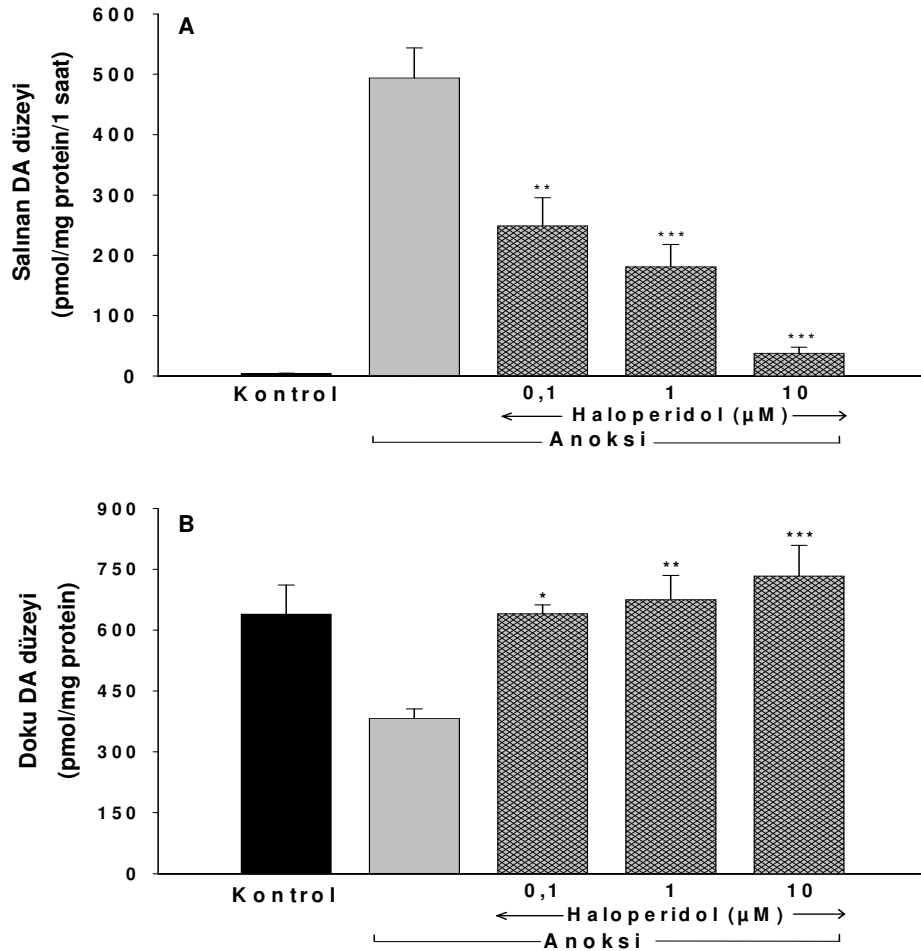 A
Salınan DA düzeyi
(pmol/mg protein/1 saat)
600
500
400
300
200
100
0
**
***
***
Kontrol
0,1 1 10
Haloperidol (µM)
Anoksi
B
Doku DA düzeyi
(pmol/mg protein)
900
750
600
450
300
150
0
*
**
***
Kontrol
0,1 1 10
Haloperidol (µM)
Anoksi